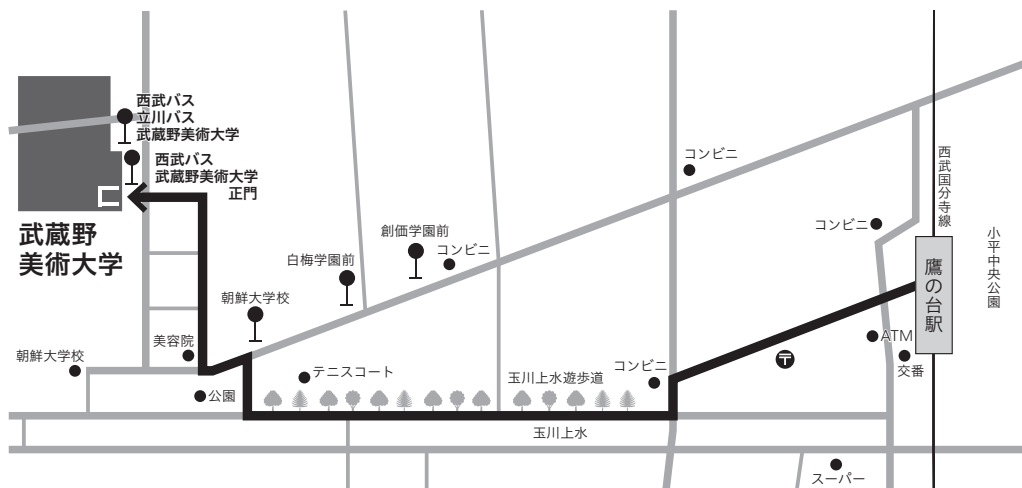 西武バス
立川バス
武蔵野美術大学
西武バス
武蔵野美術大学
正門
武蔵野
美術大学
コンビニ
西武国分寺線
コンビニ
小平中央公園
創価学園前
コンビニ
白梅学園前
鷹の台駅
朝鮮大学校
美容院
ATM
朝鮮大学校
テニスコート
コンビニ
〒
交番
玉川上水遊歩道
公園
玉川上水
スーパー